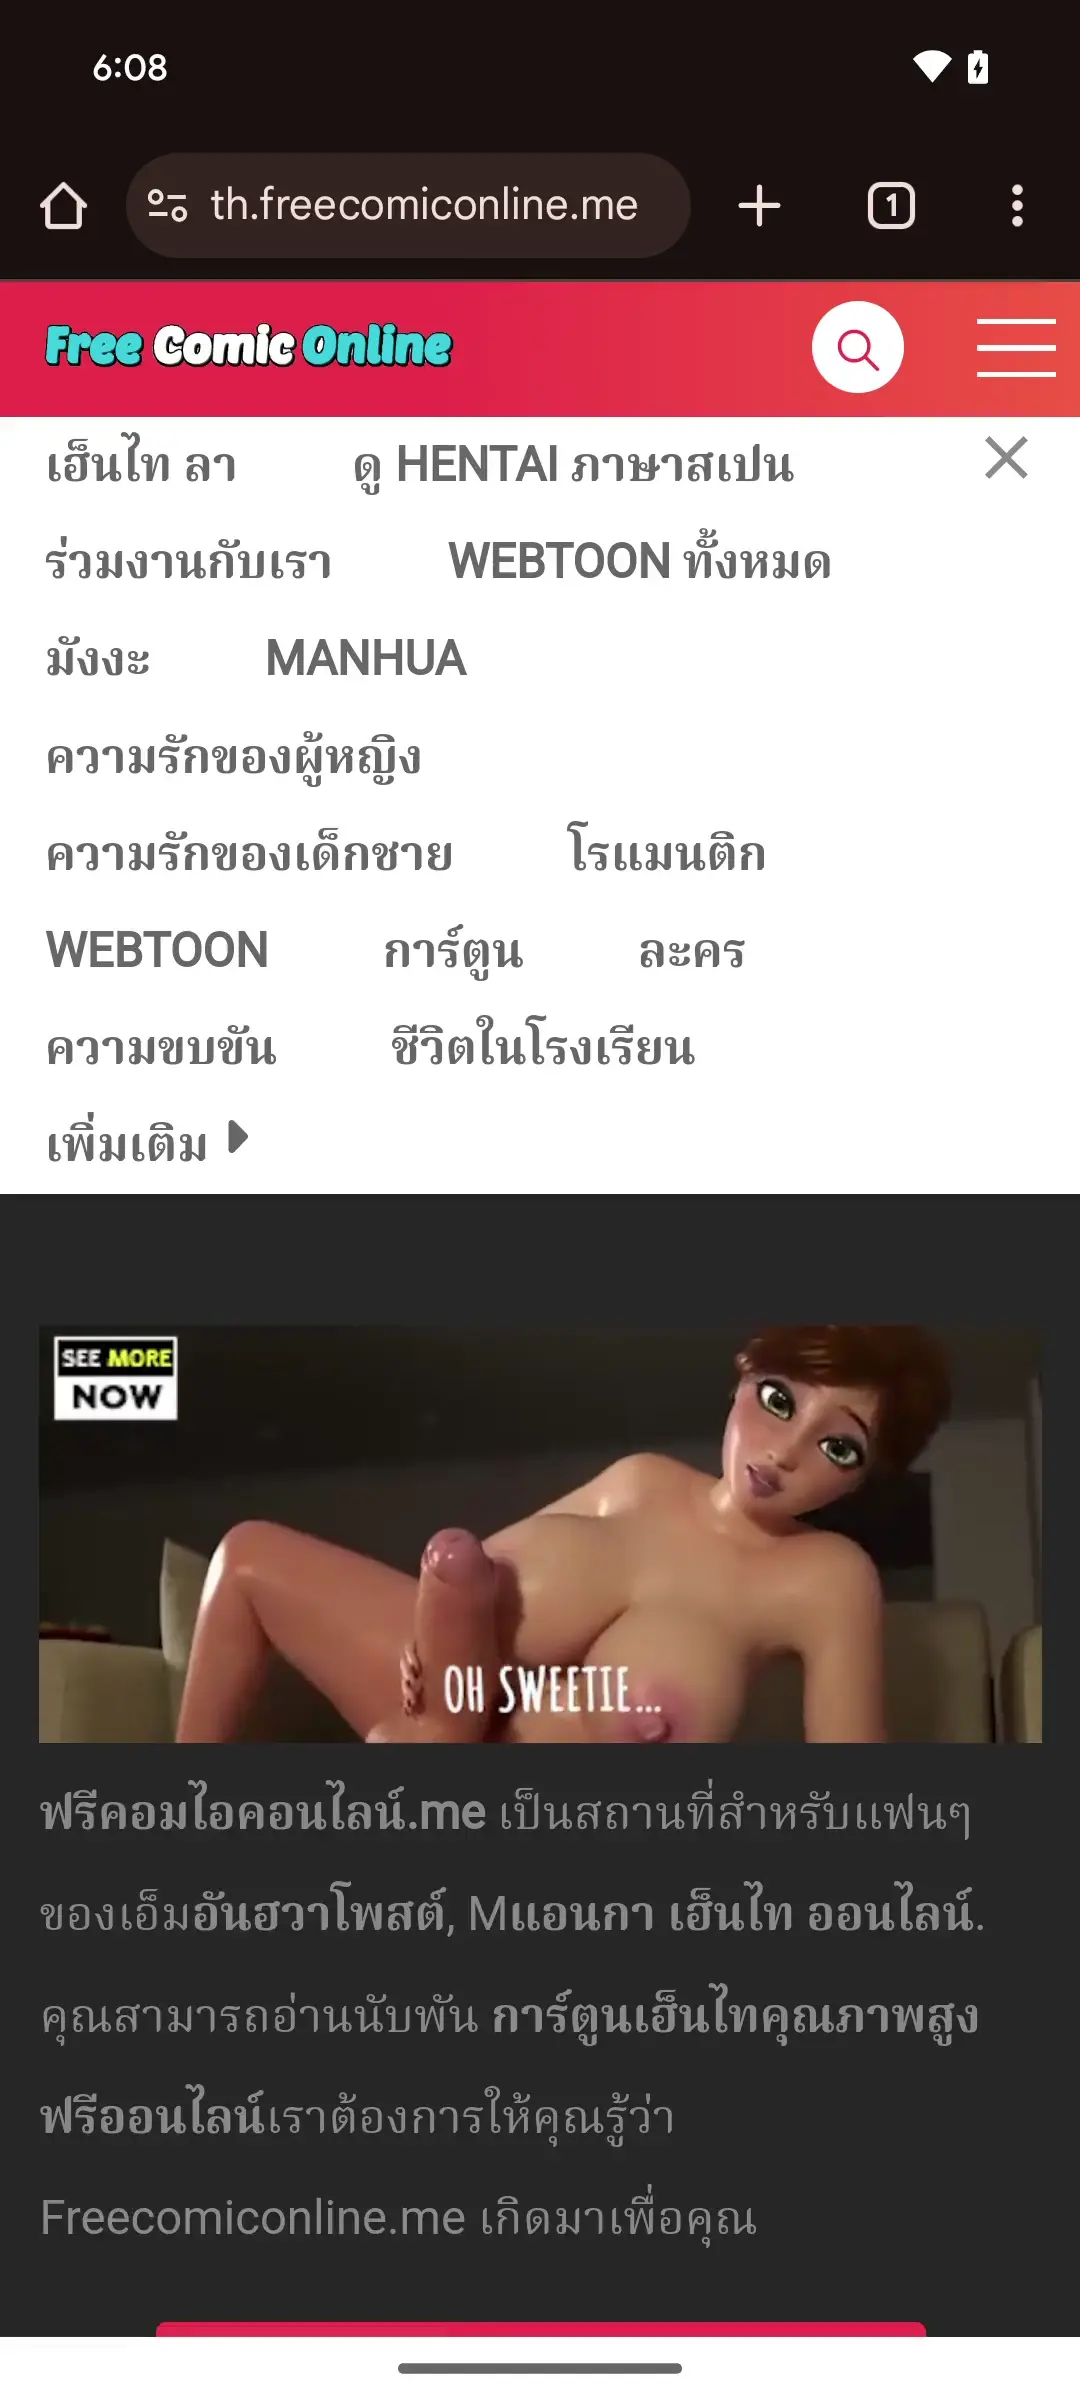 6:08
th.freecomiconline.me
1
Free Comic Online
เฮ็นไท ลา ดู HENTAI ภาษาสเปน
ร่วมงานกับเรา WEBTOON ทั้งหมด
มังงะ MANHUA
ความรักของผู้หญิง
ความรักของเด็กชาย โรแมนติก
WEBTOON การ์ตูน ละคร
ความขบขัน ชีวิตในโรงเรียน
เพิ่มเติม
SEE MORE
NOW
OH SWEETIE...
ฟรีคอมไอคอนไลน์.me เป็นสถานที่สำหรับแฟนๆ
ของเอ็มอันฮวาโพสต์, Mแอนกา เฮ็นไท ออนไลน์.
คุณสามารถอ่านนับพัน การ์ตูนเฮ็นไทคุณภาพสูง
ฟรีออนไลน์เราต้องการให้คุณรู้ว่า
Freecomiconline.me เกิดมาเพื่อคุณ